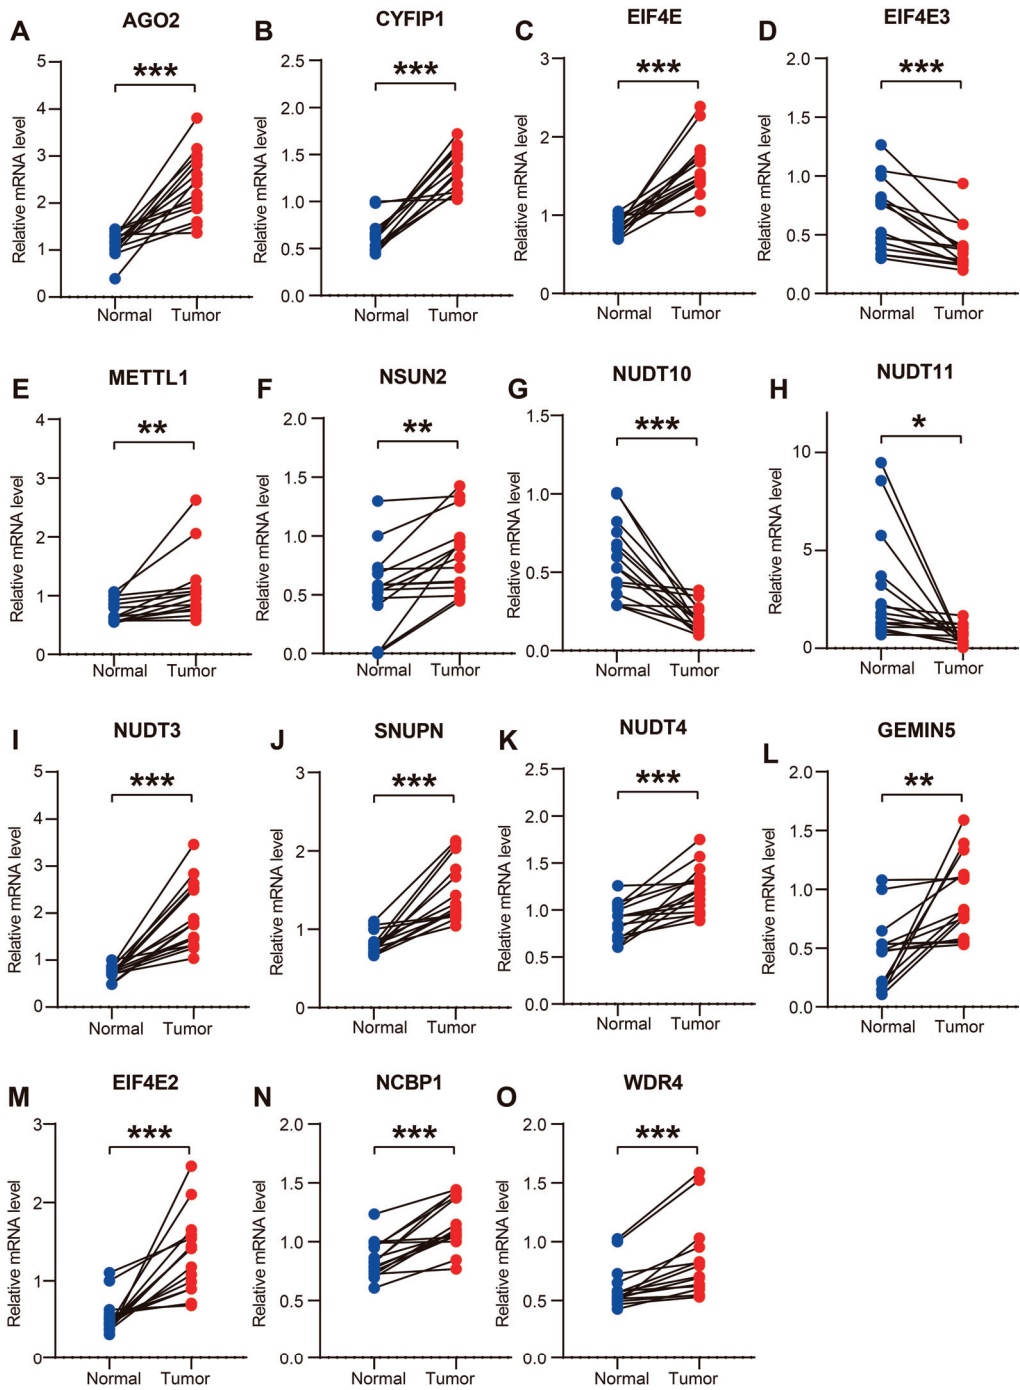 A
AGO2
Relative mRNA level
5
4
3
2
1
0
***
Normal Tumor
B
CYFIP1
Relative mRNA level
2.5
2.0
1.5
1.0
0.5
0.0
***
Normal Tumor
C
EIF4E
Relative mRNA level
3
2
1
0
***
Normal Tumor
D
EIF4E3
Relative mRNA level
2.0
1.5
1.0
0.5
0.0
***
Normal Tumor
E
METTL1
Relative mRNA level
4
3
2
1
0
**
Normal Tumor
F
NSUN2
Relative mRNA level
2.0
1.5
1.0
0.5
0.0
**
Normal Tumor
G
NUDT10
Relative mRNA level
1.5
1.0
0.5
0.0
***
Normal Tumor
H
NUDT11
Relative mRNA level
10
5
0
*
Normal Tumor
I
NUDT3
Relative mRNA level
5
4
3
2
1
0
***
Normal Tumor
J
SNUPN
Relative mRNA level
3
2
1
0
***
Normal Tumor
K
NUDT4
Relative mRNA level
2.5
2.0
1.5
1.0
0.5
0.0
***
Normal Tumor
L
GEMIN5
Relative mRNA level
2.0
1.5
1.0
0.5
0.0
**
Normal Tumor
M
EIF4E2
Relative mRNA level
3
2
1
0
***
Normal Tumor
N
NCBP1
Relative mRNA level
2.0
1.5
1.0
0.5
0.0
***
Normal Tumor
O
WDR4
Relative mRNA level
2.0
1.5
1.0
0.5
0.0
***
Normal Tumor